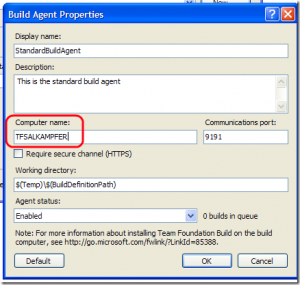 Build Agent Properties
Display name:
StandardBuildAgent
Description:
This is the standard build agent
Computer name:
Communications port:
TFSALKAMPFER
9191
Require secure channel (HTTPS)
Working directory:
$(Temp)\$(BuildDefinitionPath)
Agent status:
Enabled
0 builds in queue
Note: For more information about installing Team Foundation Build on the
build computer, see http://go.microsoft.com/fwlink/?LinkId=85388.
Default
OK
Cancel